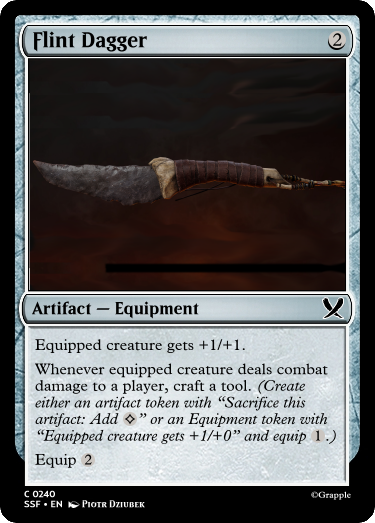 Flint Dagger 2
Artifact — Equipment
Equipped creature gets +1/+1.
Whenever equipped creature deals combat
damage to a player, craft a tool. (Create
either an artifact token with “Sacrifice this
artifact: Add ” or an Equipment token with
“Equipped creature gets +1/+0” and equip 1.)
Equip 2
C 0240
SSF • EN Piotr Dziubek
©Grapple